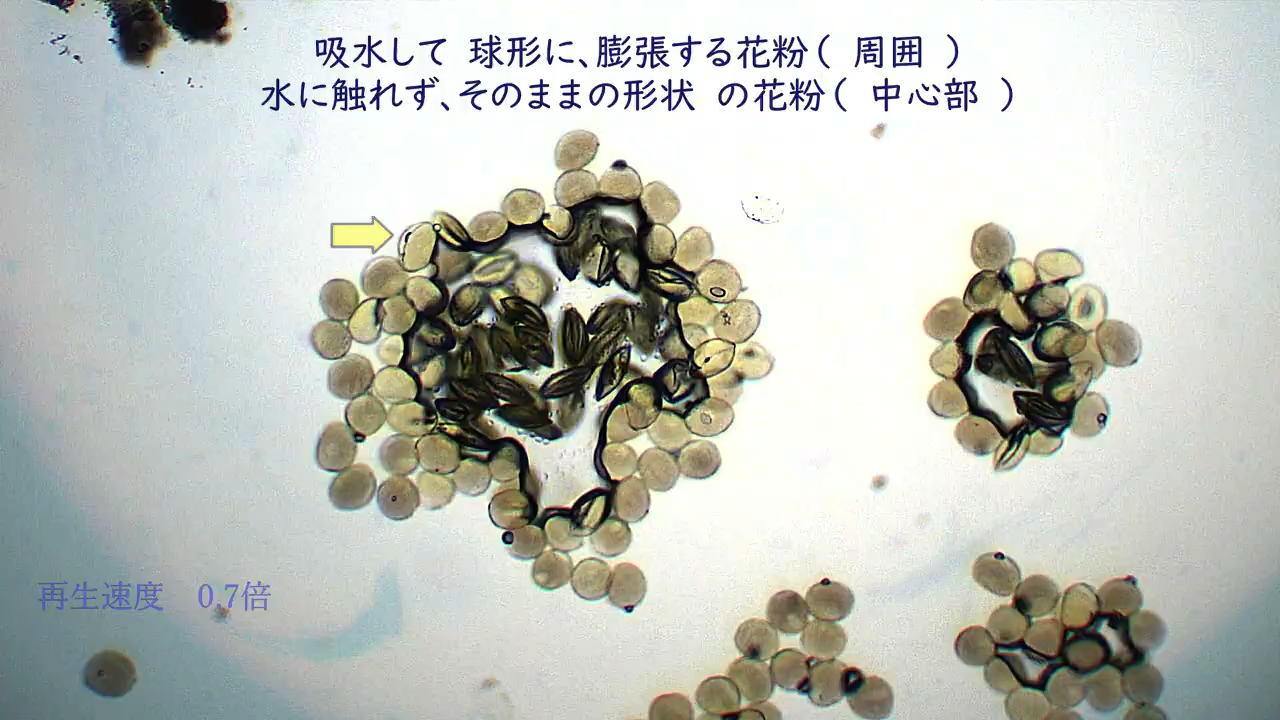 吸水して 球形に、膨張する花粉( 周囲 )
水に触れず、そのままの形状 の花粉( 中心部 )
再生速度 0.7倍